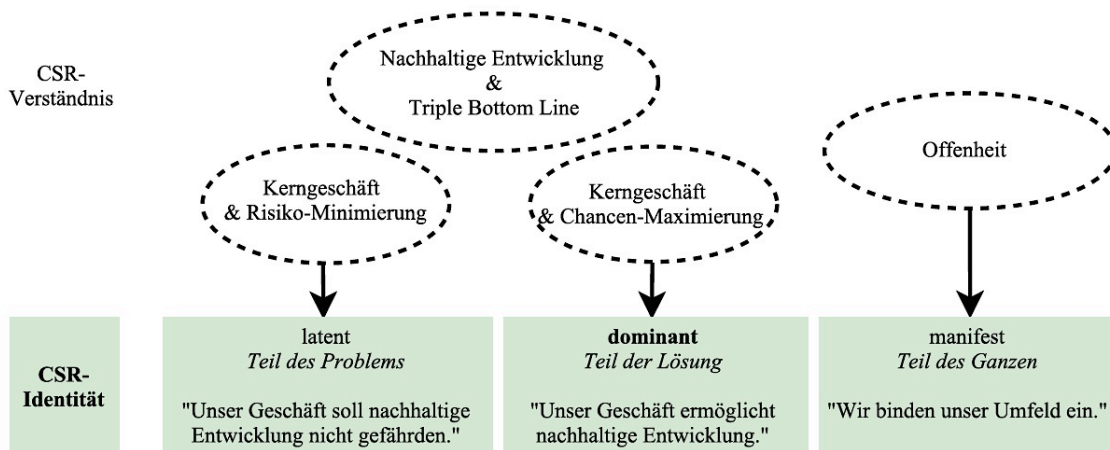 CSR-
Verständnis
Nachhaltige Entwicklung
&
Triple Bottom Line
Kerngeschäft
& Risiko-Minimierung
Kerngeschäft
& Chancen-Maximierung
Offenheit
CSR-
Identität
latent
Teil des Problems
"Unser Geschäft soll nachhaltige
Entwicklung nicht gefährden."
dominant
Teil der Lösung
"Unser Geschäft ermöglicht
nachhaltige Entwicklung."
manifest
Teil des Ganzen
"Wir binden unser Umfeld ein."